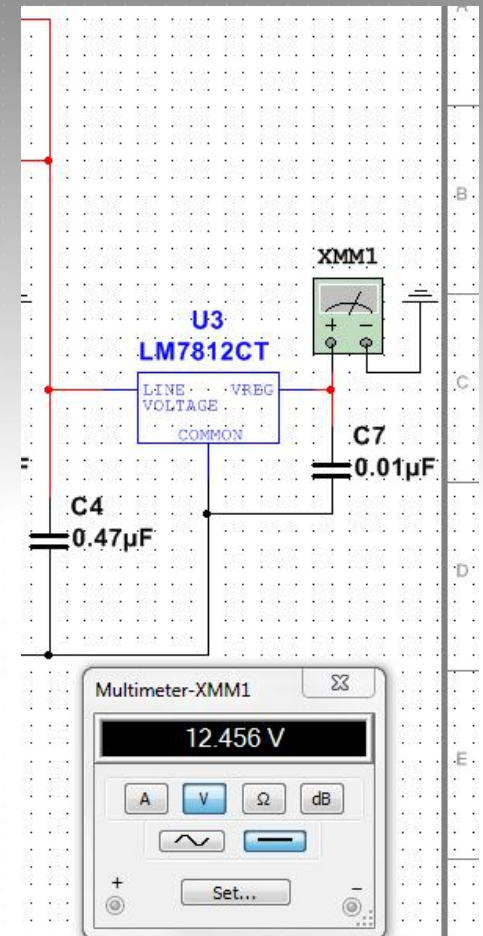 B
XMM1
+ −
U3
LM7812CT
LINE VREG
VOLTAGE
COMMON
C
C7
0.01µF
C4
0.47µF
D
Multimeter-XMM1
12.456 V
E
A V Ω dB
+ Set... −